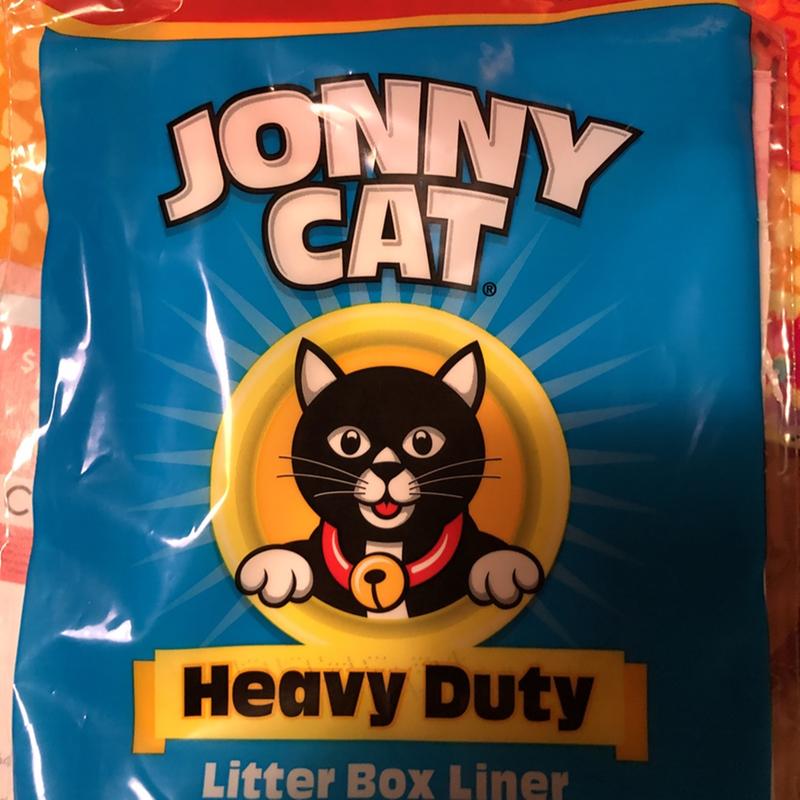 JONNY
CAT®
Heavy Duty
Litter Box Liner